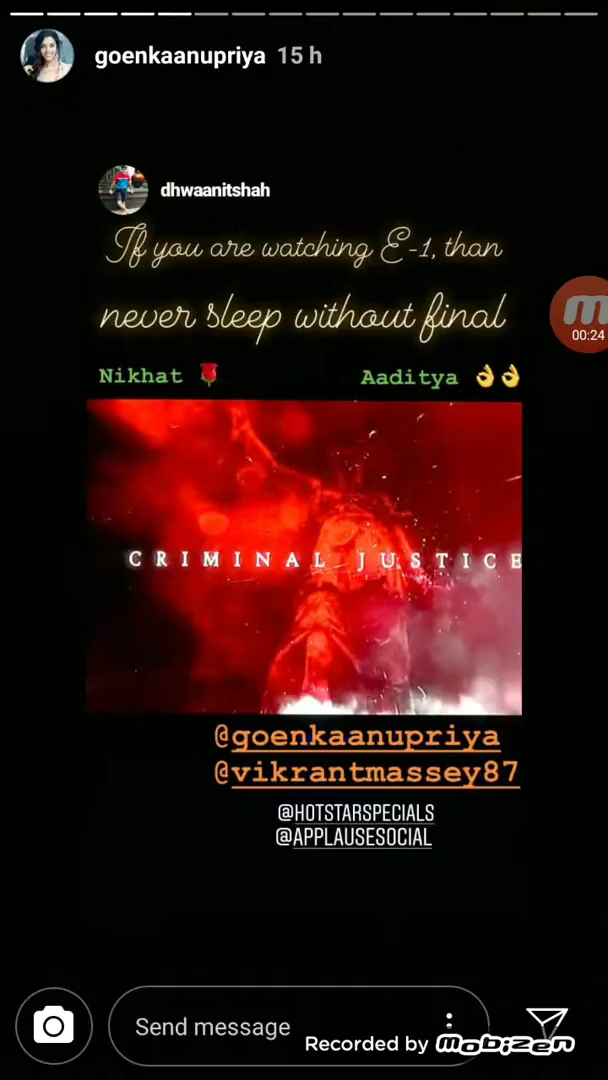 goenkaanupriya 15 h
dhwaanitshah
If you are watching E-1, than
never sleep without final
00:24
Nikhat 🌹 Aaditya 👌👌
CRIMINAL JUSTICE
@goenkaanupriya
@vikrantmassey87
@HOTSTARSPECIALS
@APPLAUSESOCIAL
Send message
Recorded by mobizen